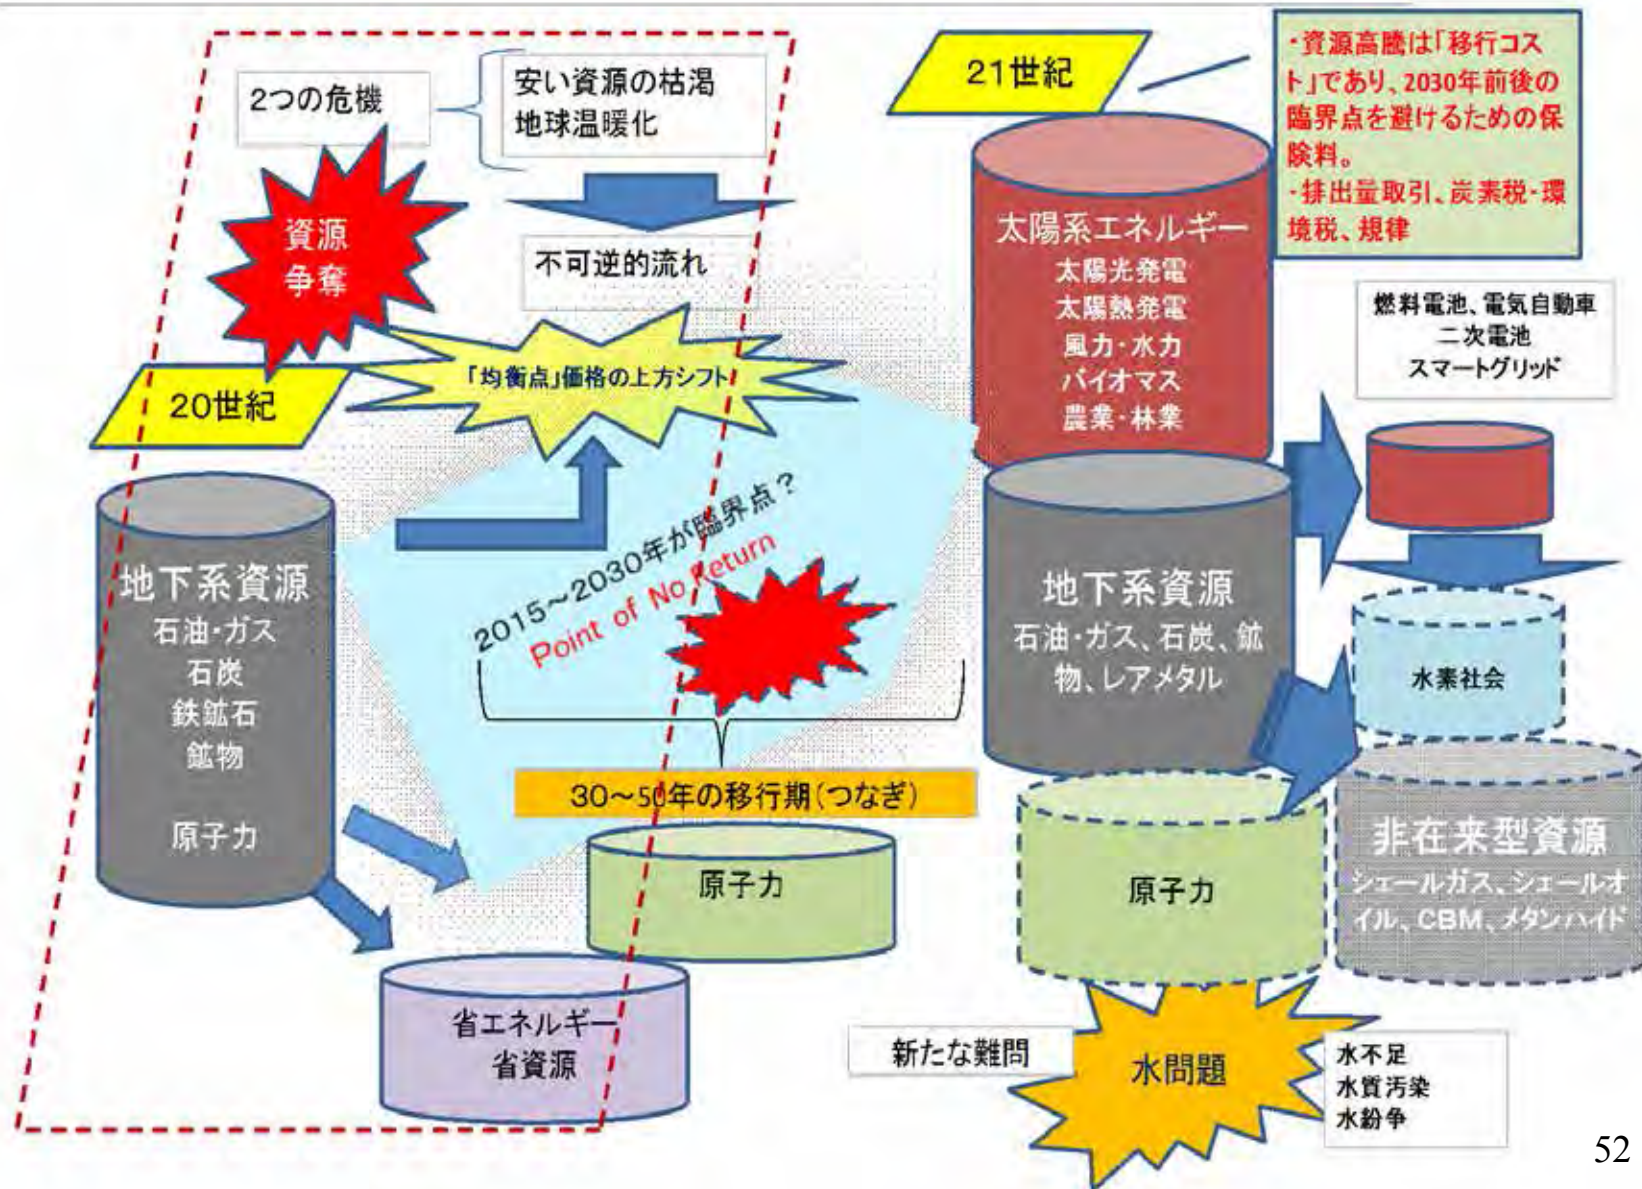 2つの危機
安い資源の枯渇
地球温暖化
資源
争奪
不可逆的流れ
「均衡点」価格の上方シフト
20世紀
地下系資源
石油・ガス
石炭
鉄鉱石
鉱物
原子力
2015～2030年が臨界点？
Point of No Return
30～50年の移行期(つなぎ)
原子力
省エネルギー
省資源
21世紀
・資源高騰は「移行コス
ト」であり、2030年前後の
臨界点を避けるための保
険料。
・排出量取引、炭素税・環
境税、規律
太陽系エネルギー
太陽光発電
太陽熱発電
風力・水力
バイオマス
農業・林業
燃料電池、電気自動車
二次電池
スマートグリッド
地下系資源
石油・ガス、石炭、鉱
物、レアメタル
水素社会
原子力
非在来型資源
シェールガス、シェールオ
イル、CBM、メタンハイド
新たな難問
水問題
水不足
水質汚染
水紛争
52